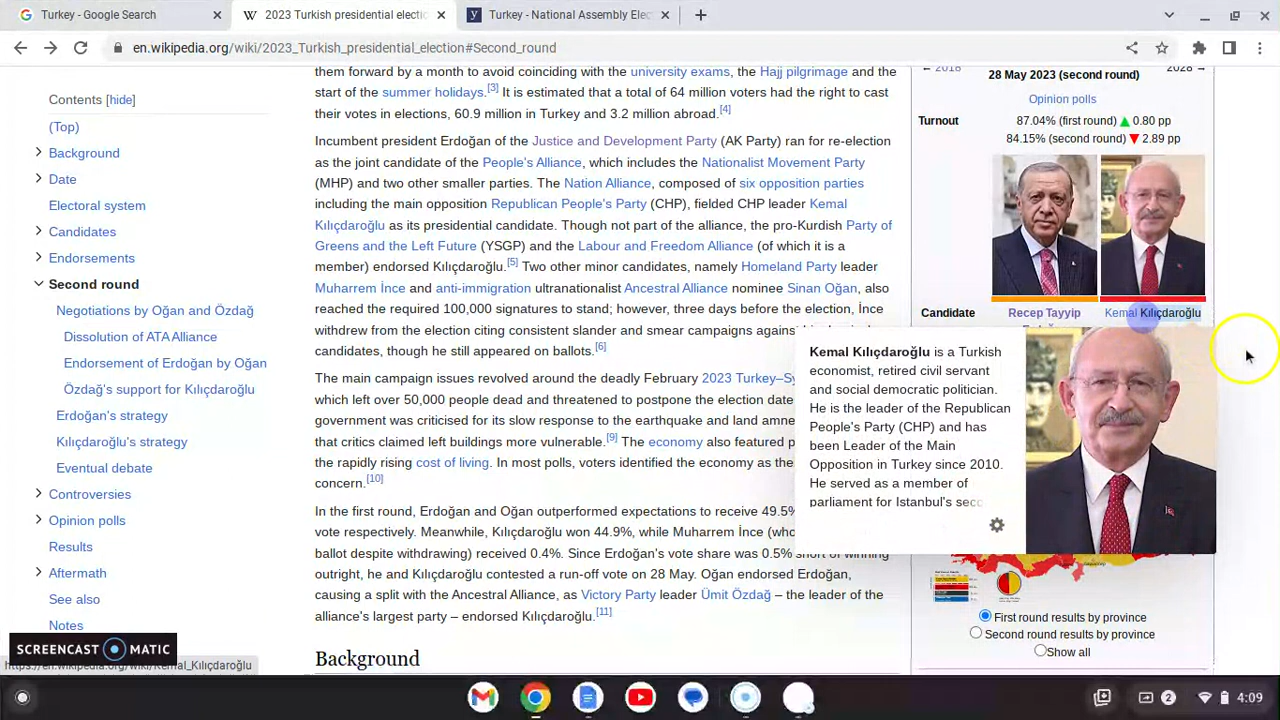 Turkey - Google Search
2023 Turkish presidential electi
Turkey - National Assembly Elec
en.wikipedia.org/wiki/2023_Turkish_presidential_election#Second_round
Contents [hide]
(Top)
Background
Date
Electoral system
Candidates
Endorsements
Second round
Negotiations by Oğan and Özdağ
Dissolution of ATA Alliance
Endorsement of Erdoğan by Oğan
Özdağ's support for Kılıçdaroğlu
Erdoğan's strategy
Kılıçdaroğlu's strategy
Eventual debate
Controversies
Opinion polls
Results
Aftermath
See also
Notes
them forward by a month to avoid coinciding with the university exams, the Hajj pilgrimage and the
start of the summer holidays.[3] It is estimated that a total of 64 million voters had the right to cast
their votes in elections, 60.9 million in Turkey and 3.2 million abroad.[4]
Incumbent president Erdoğan of the Justice and Development Party (AK Party) ran for re-election
as the joint candidate of the People's Alliance, which includes the Nationalist Movement Party
(MHP) and two other smaller parties. The Nation Alliance, composed of six opposition parties
including the main opposition Republican People's Party (CHP), fielded CHP leader Kemal
Kılıçdaroğlu as its presidential candidate. Though not part of the alliance, the pro-Kurdish Party of
Greens and the Left Future (YSGP) and the Labour and Freedom Alliance (of which it is a
member) endorsed Kılıçdaroğlu.[5] Two other minor candidates, namely Homeland Party leader
Muharrem İnce and anti-immigration ultranationalist Ancestral Alliance nominee Sinan Oğan, also
reached the required 100,000 signatures to stand; however, three days before the election, İnce
withdrew from the election citing consistent slander and smear campaigns agains
candidates, though he still appeared on ballots.[6]
The main campaign issues revolved around the deadly February 2023 Turkey–Sy
which left over 50,000 people dead and threatened to postpone the election date
government was criticised for its slow response to the earthquake and land amne
that critics claimed left buildings more vulnerable.[9] The economy also featured p
the rapidly rising cost of living. In most polls, voters identified the economy as the
concern.[10]
In the first round, Erdoğan and Oğan outperformed expectations to receive 49.5%
vote respectively. Meanwhile, Kılıçdaroğlu won 44.9%, while Muharrem İnce (who
ballot despite withdrawing) received 0.4%. Since Erdoğan's vote share was 0.5% short of winning
outright, he and Kılıçdaroğlu contested a run-off vote on 28 May. Oğan endorsed Erdoğan,
causing a split with the Ancestral Alliance, as Victory Party leader Ümit Özdağ – the leader of the
alliance's largest party – endorsed Kılıçdaroğlu.[11]
Background
← 2018
28 May 2023 (second round)
2028 →
Opinion polls
Turnout
87.04% (first round) ▲ 0.80 pp
84.15% (second round) ▼ 2.89 pp
Candidate
Recep Tayyip
Kemal Kılıçdaroğlu
Kemal Kılıçdaroğlu is a Turkish
economist, retired civil servant
and social democratic politician.
He is the leader of the Republican
People's Party (CHP) and has
been Leader of the Main
Opposition in Turkey since 2010.
He served as a member of
parliament for Istanbul's seco
First round results by province
Second round results by province
Show all
SCREENCAST MATIC
https://en.wikipedia.org/wiki/Kemal_Kılıçdaroğlu
2
4:09